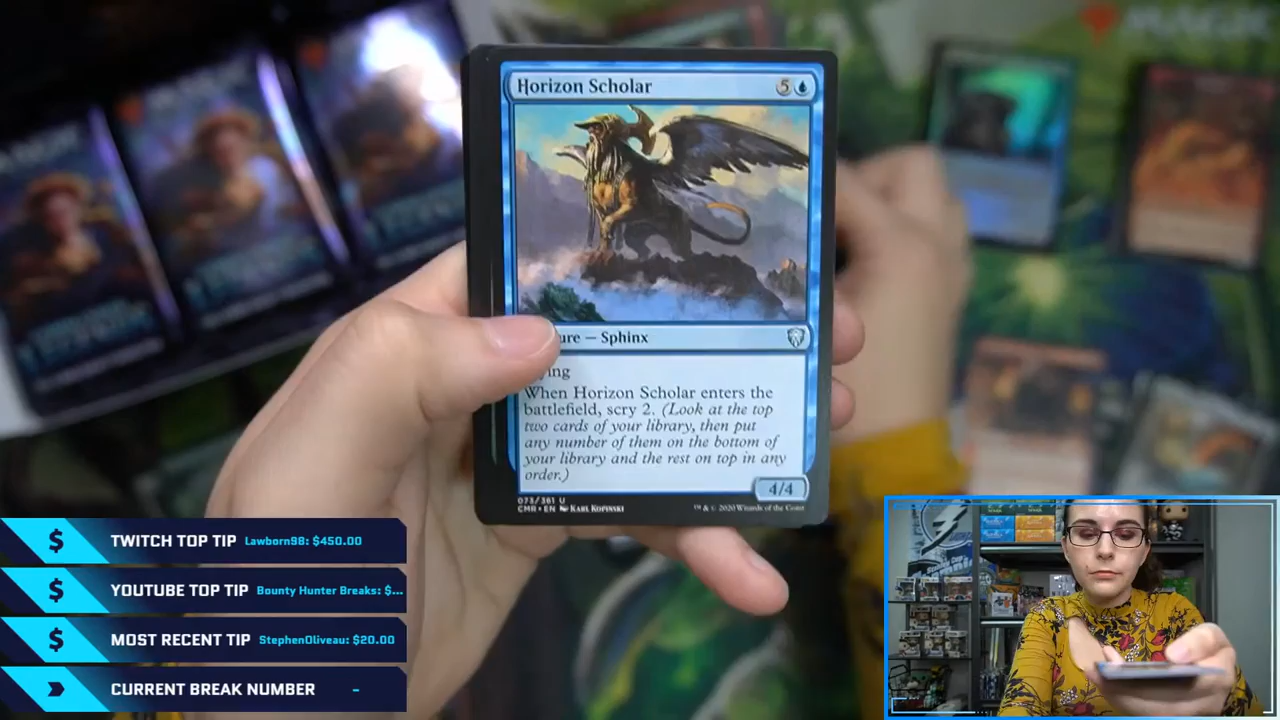 MAGIC
Horizon Scholar 5
ure — Sphinx
ying
When Horizon Scholar enters the
battlefield, scry 2. (Look at the top
two cards of your library, then put
any number of them on the bottom of
your library and the rest on top in any
order.)
4/4
073/361 U
CMR • EN Karl Kopinski
™ & © 2020 Wizards of the Coast
$ TWITCH TOP TIP Lawborn98: $450.00
$ YOUTUBE TOP TIP Bounty Hunter Breaks: $...
$ MOST RECENT TIP StephenOliveau: $20.00
CURRENT BREAK NUMBER -